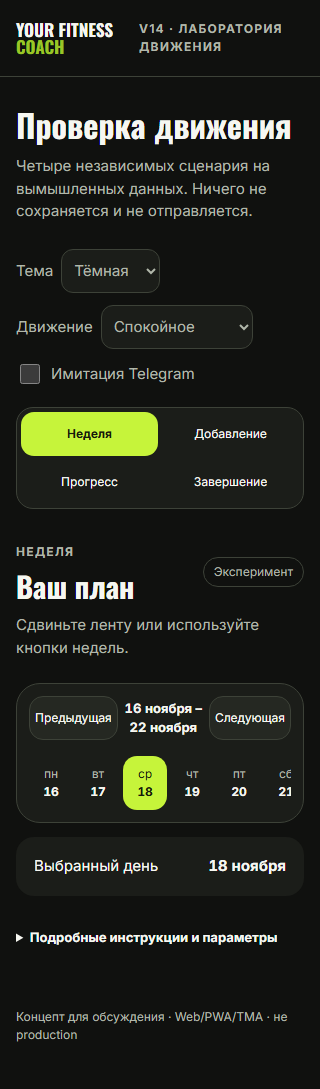 YOUR FITNESS
COACH
V14 · ЛАБОРАТОРИЯ
ДВИЖЕНИЯ
Проверка движения
Четыре независимых сценария на
вымышленных данных. Ничего не
сохраняется и не отправляется.
Тема Тёмная
Движение Спокойное
Имитация Telegram
Неделя Добавление
Прогресс Завершение
НЕДЕЛЯ
Эксперимент
Ваш план
Сдвиньте ленту или используйте
кнопки недель.
Предыдущая 16 ноября – 22 ноября Следующая
пн вт ср чт пт сб
16 17 18 19 20 21
Выбранный день 18 ноября
Подробные инструкции и параметры
Концепт для обсуждения · Web/PWA/TMA · не
production